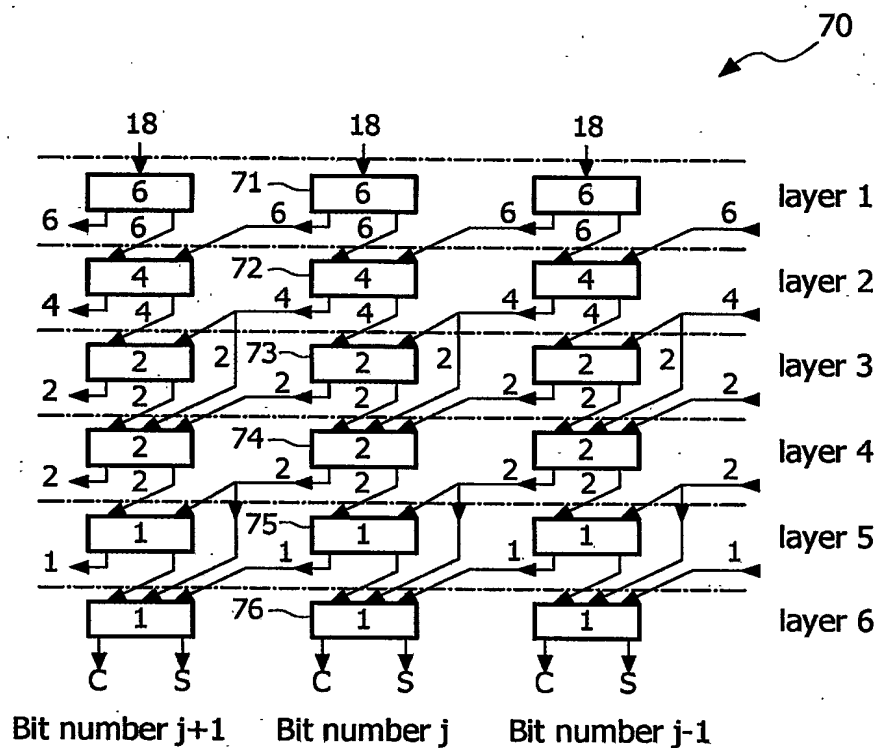 70
18 18 18
6 71 6 6 layer 1
6 6 6 6 6 6 6
4 72 4 4 layer 2
4 4 4 4 4 4 4
2 2 73 2 2 2 2 layer 3
2 2 2 2 2 2 2
2 74 2 2 layer 4
2 2 2 2 2 2 2
1 75 1 1 layer 5
1 1 1 1
1 76 1 1 layer 6
C S C S C S
Bit number j+1 Bit number j Bit number j-1